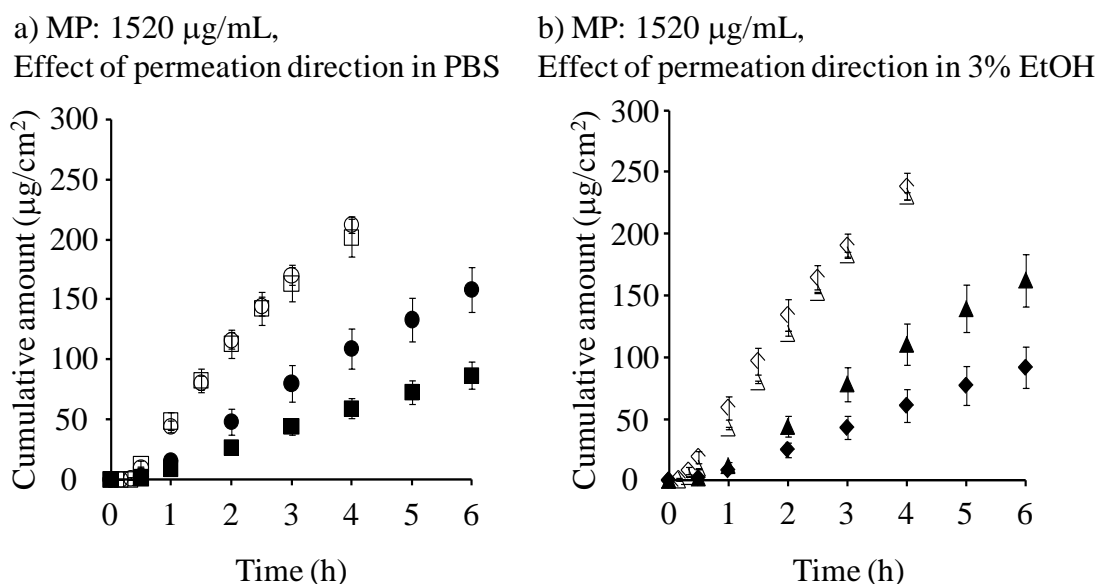 a) MP: 1520 μg/mL,
Effect of permeation direction in PBS
b) MP: 1520 μg/mL,
Effect of permeation direction in 3% EtOH
Cumulative amount (μg/cm²)
300
250
200
150
100
50
0
0 1 2 3 4 5 6
Time (h)
Cumulative amount (μg/cm²)
300
250
200
150
100
50
0
0 1 2 3 4 5 6
Time (h)